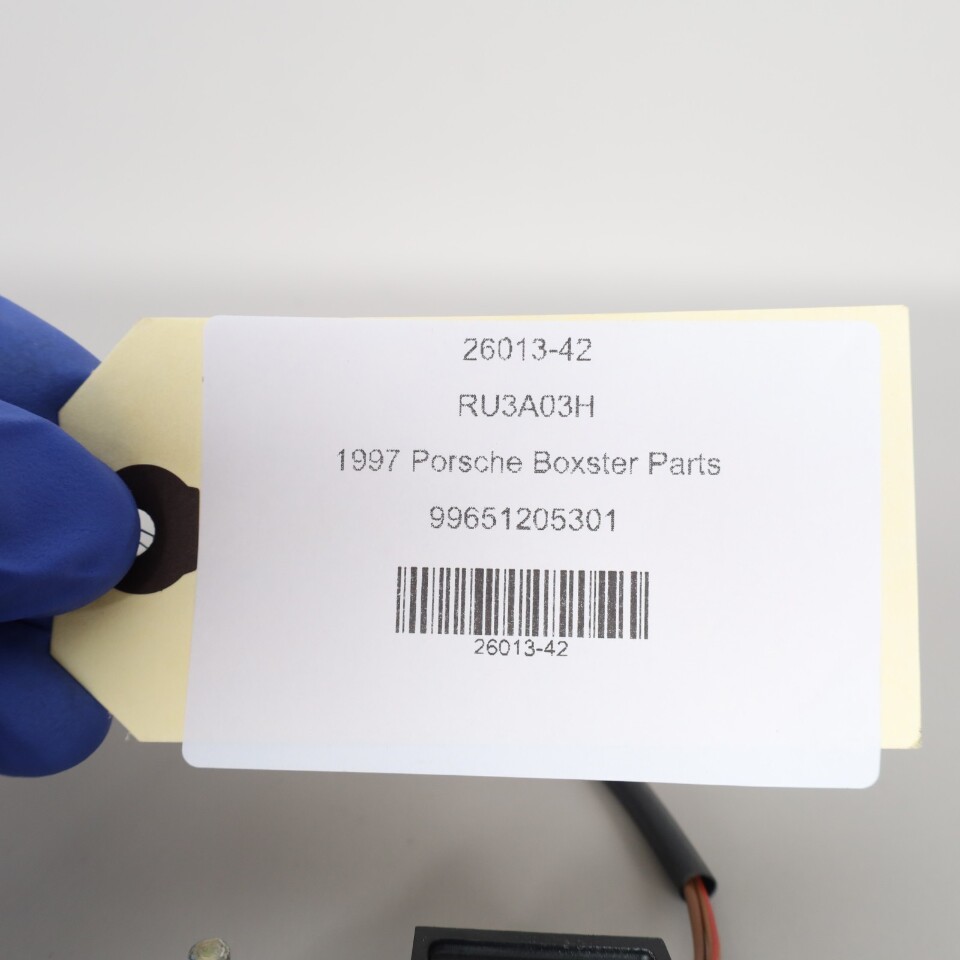 26013-42
RU3A03H
1997 Porsche Boxster Parts
99651205301
26013-42